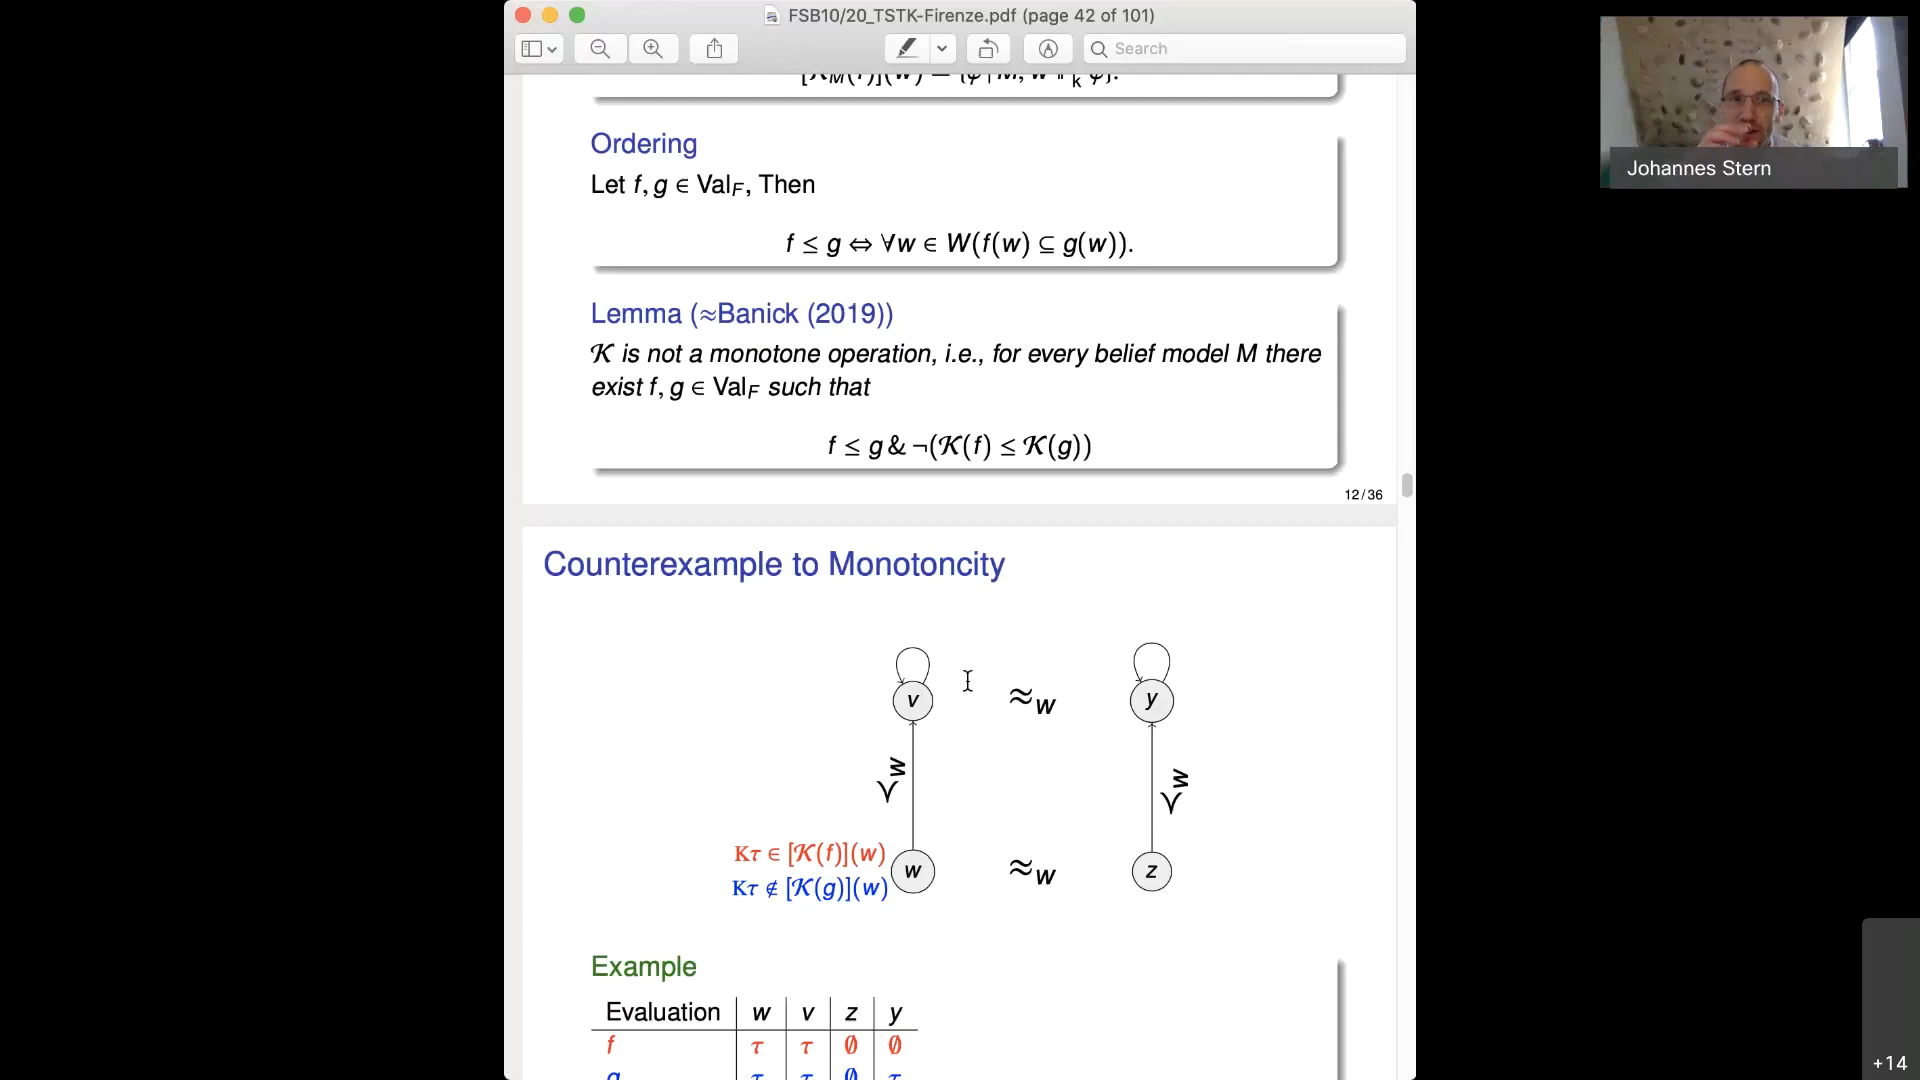 FSB10/20_TSTK-Firenze.pdf (page 42 of 101)
Search
Johannes Stern
Ordering
Let f, g ∈ Val_F, Then
f ≤ g ⇔ ∀w ∈ W(f(w) ⊆ g(w)).
Lemma (≈Banick (2019))
𝒦 is not a monotone operation, i.e., for every belief model M there
exist f, g ∈ Val_F such that
f ≤ g & ¬(𝒦(f) ≤ 𝒦(g))
12/36
Counterexample to Monotoncity
v ≈_w y
≺_w ≺_w
Kτ ∈ [𝒦(f)](w)
Kτ ∉ [𝒦(g)](w)
w ≈_w z
Example
Evaluation w v z y
f τ τ ∅ ∅
g τ τ ∅ τ
+14